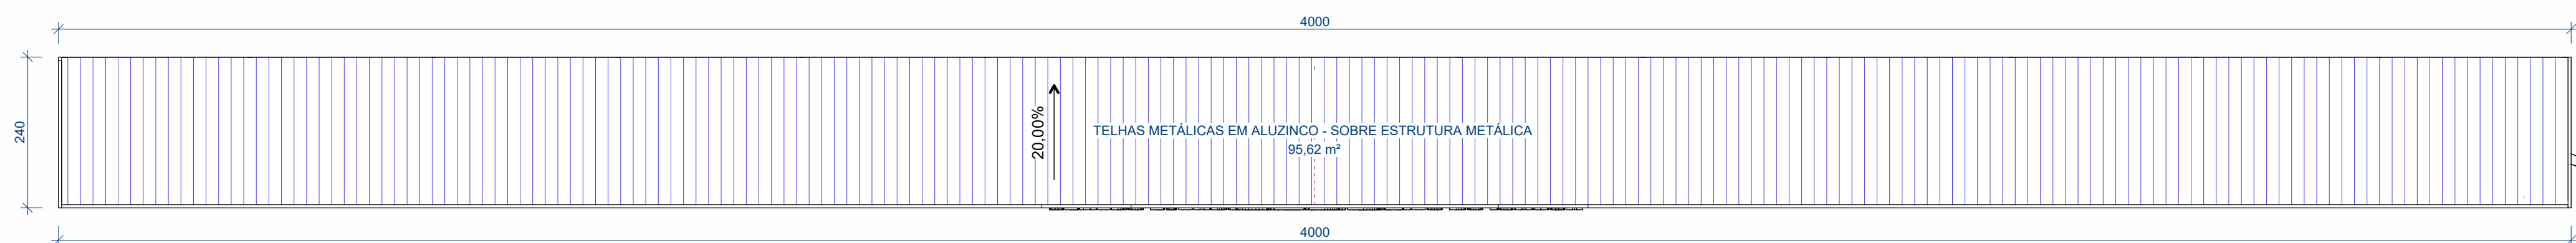 4000
240
20,00%
TELHAS METÁLICAS EM ALUZINCO - SOBRE ESTRUTURA METÁLICA
95,62 m²
4000